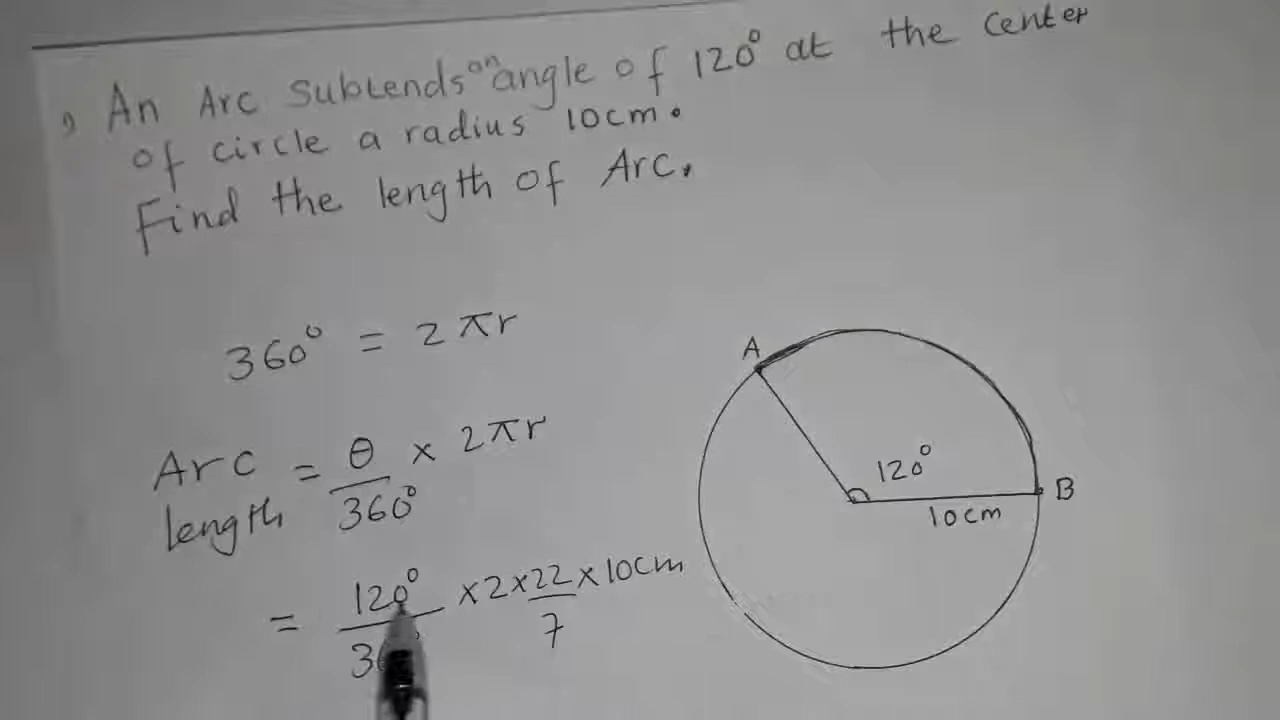 , An Arc subtends an angle of 120° at the center
of circle a radius 10cm.
Find the length of Arc.
360° = 2πr
Arc length = θ/360° × 2πr
= 120°/3 × 2 × 22/7 × 10cm
A
120°
B
10cm